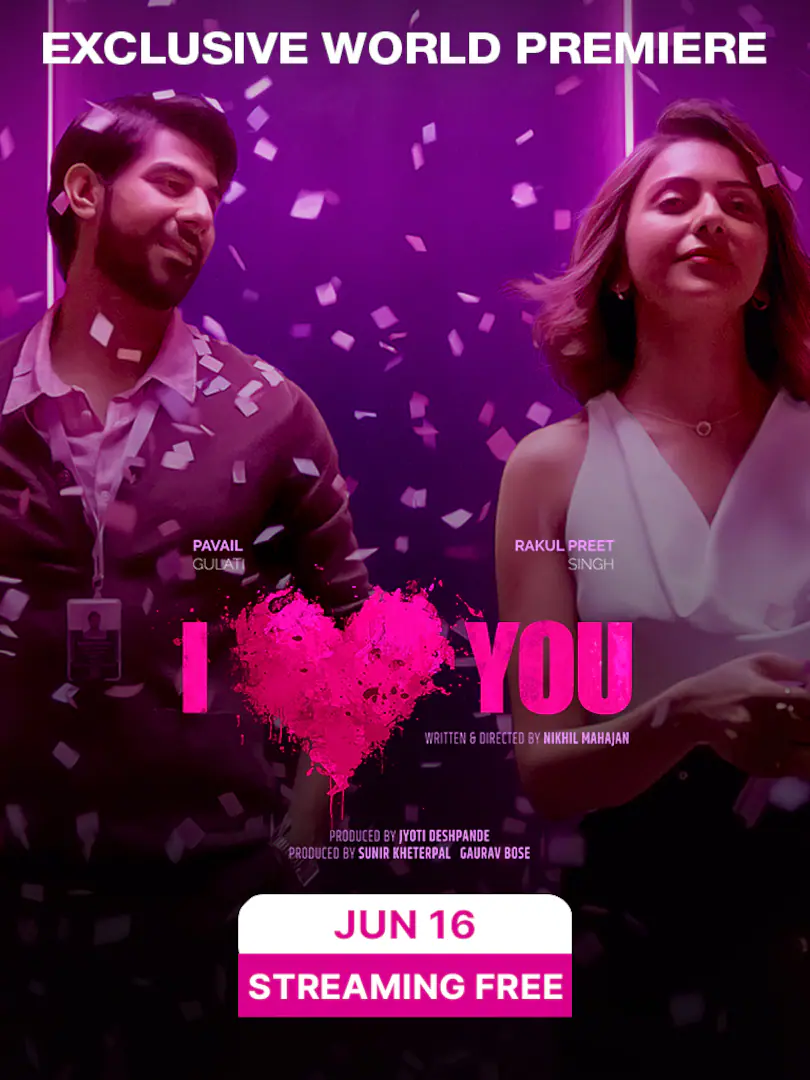 EXCLUSIVE WORLD PREMIERE
PAVAIL
GULATI
RAKUL PREET
SINGH
I YOU
WRITTEN & DIRECTED BY NIKHIL MAHAJAN
PRODUCED BY JYOTI DESHPANDE
PRODUCED BY SUNIR KHETERPAL GAURAV BOSE
JUN 16
STREAMING FREE